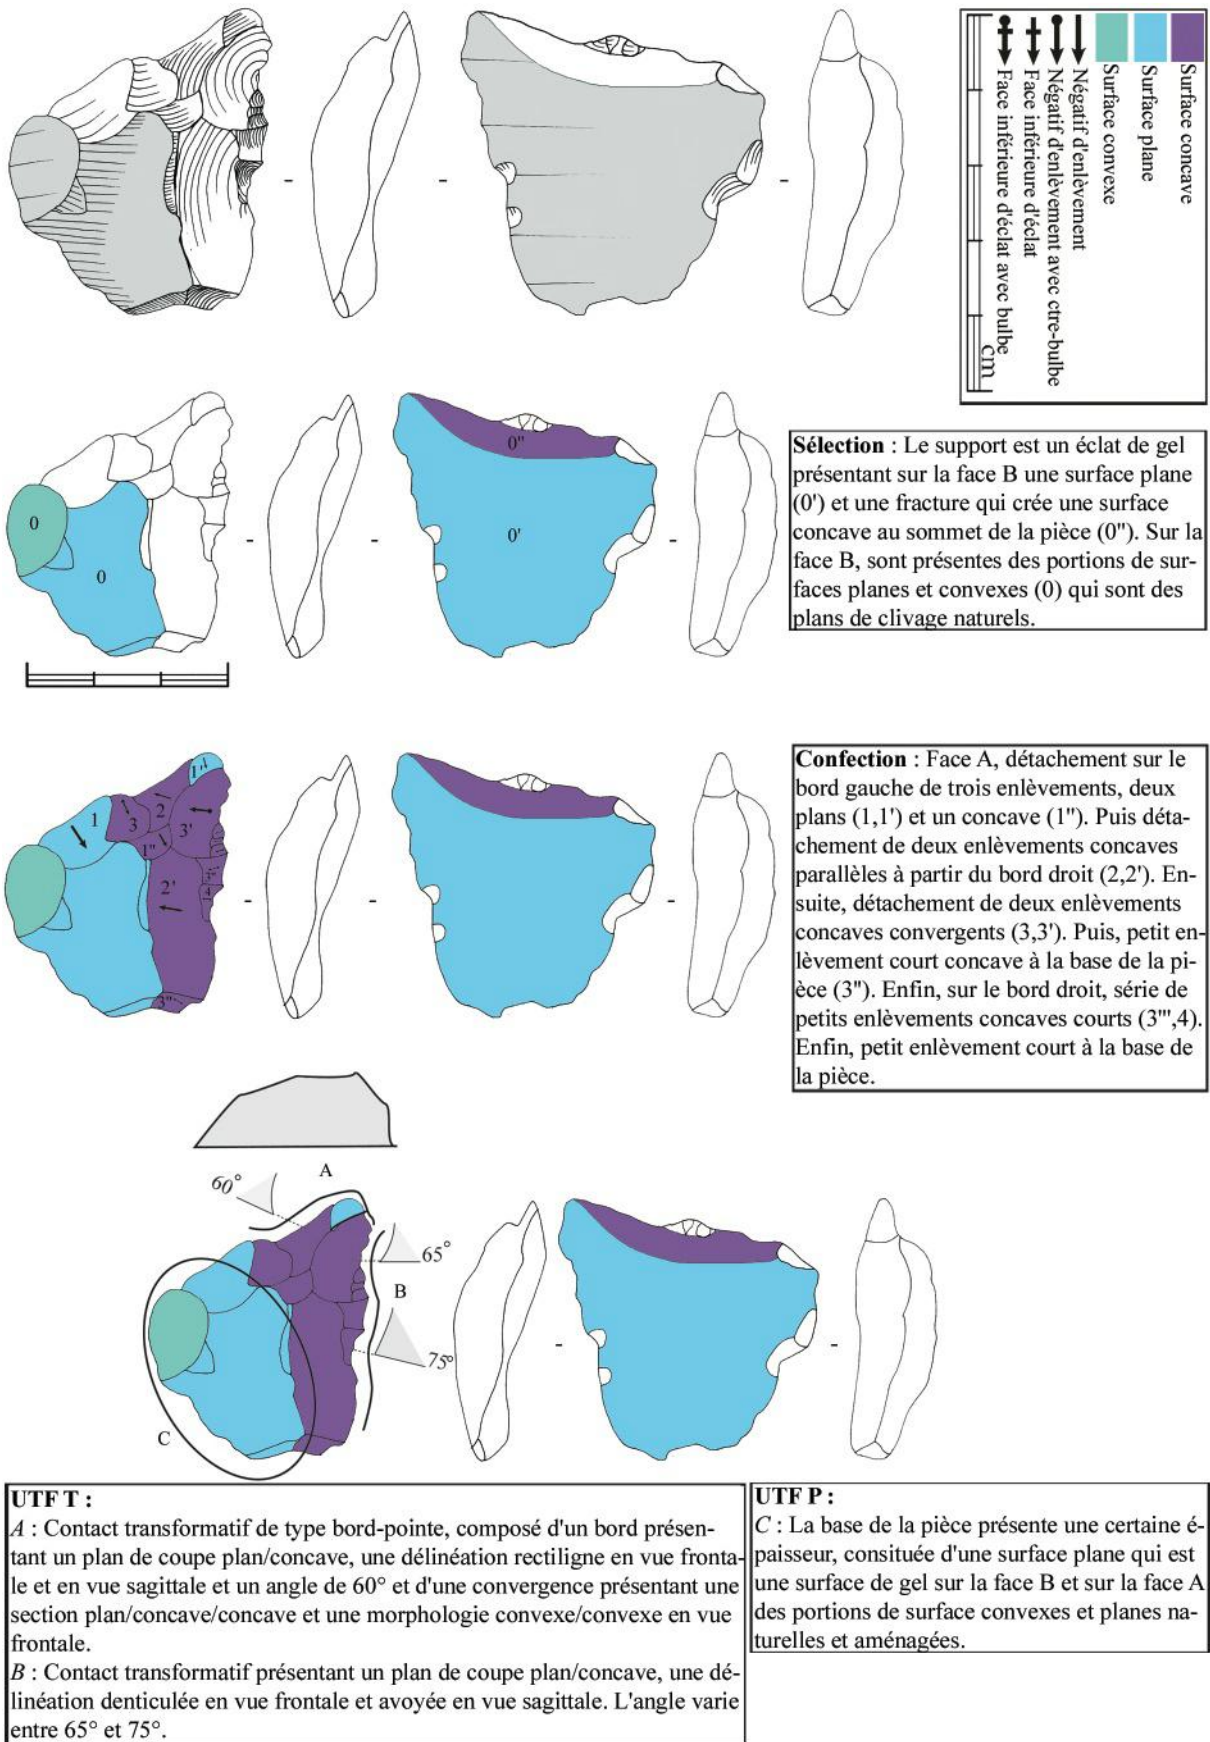 Surface concave
Surface plane
Surface convexe
Négatif d'enlèvement
Négatif d'enlèvement avec ctre-bulbe
Face inférieure d'éclat
Face inférieure d'éclat avec bulbe
cm
0
0
0"
0'
Sélection : Le support est un éclat de gel
présentant sur la face B une surface plane
(0') et une fracture qui crée une surface
concave au sommet de la pièce (0"). Sur la
face B, sont présentes des portions de sur-
faces planes et convexes (0) qui sont des
plans de clivage naturels.
1
3
2
3'
1"
2'
4
3"
Confection : Face A, détachement sur le
bord gauche de trois enlèvements, deux
plans (1,1') et un concave (1"). Puis déta-
chement de deux enlèvements concaves
parallèles à partir du bord droit (2,2'). En-
suite, détachement de deux enlèvements
concaves convergents (3,3'). Puis, petit en-
lèvement court concave à la base de la pi-
èce (3"). Enfin, sur le bord droit, série de
petits enlèvements concaves courts (3"',4).
Enfin, petit enlèvement court à la base de
la pièce.
A
60°
65°
B
75°
C
UTF T :
A : Contact transformatif de type bord-pointe, composé d'un bord présen-
tant un plan de coupe plan/concave, une délinéation rectiligne en vue fronta-
le et en vue sagittale et un angle de 60° et d'une convergence présentant une
section plan/concave/concave et une morphologie convexe/convexe en vue
frontale.
B : Contact transformatif présentant un plan de coupe plan/concave, une dé-
linéation denticulée en vue frontale et avoyée en vue sagittale. L'angle varie
entre 65° et 75°.
UTF P :
C : La base de la pièce présente une certaine é-
paisseur, consituée d'une surface plane qui est
une surface de gel sur la face B et sur la face A
des portions de surface convexes et planes na-
turelles et aménagées.